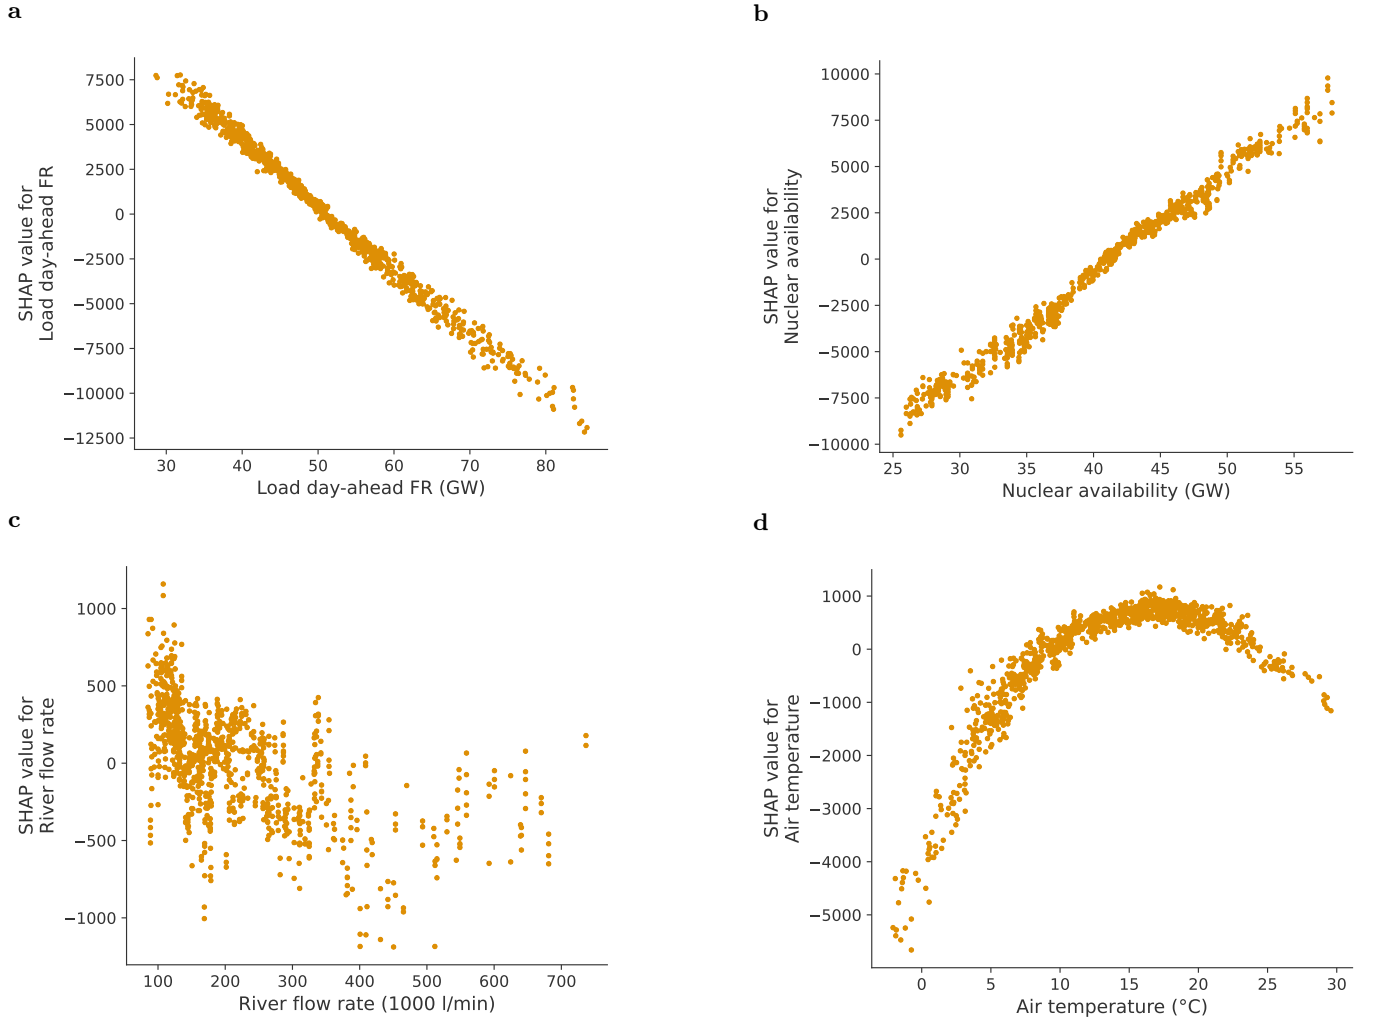 a
7500
5000
2500
0
−2500
−5000
−7500
−10000
−12500
SHAP value for
Load day-ahead FR
30 40 50 60 70 80
Load day-ahead FR (GW)
b
10000
7500
5000
2500
0
−2500
−5000
−7500
−10000
SHAP value for
Nuclear availability
25 30 35 40 45 50 55
Nuclear availability (GW)
c
1000
500
0
−500
−1000
SHAP value for
River flow rate
100 200 300 400 500 600 700
River flow rate (1000 l/min)
d
1000
0
−1000
−2000
−3000
−4000
−5000
SHAP value for
Air temperature
0 5 10 15 20 25 30
Air temperature (°C)